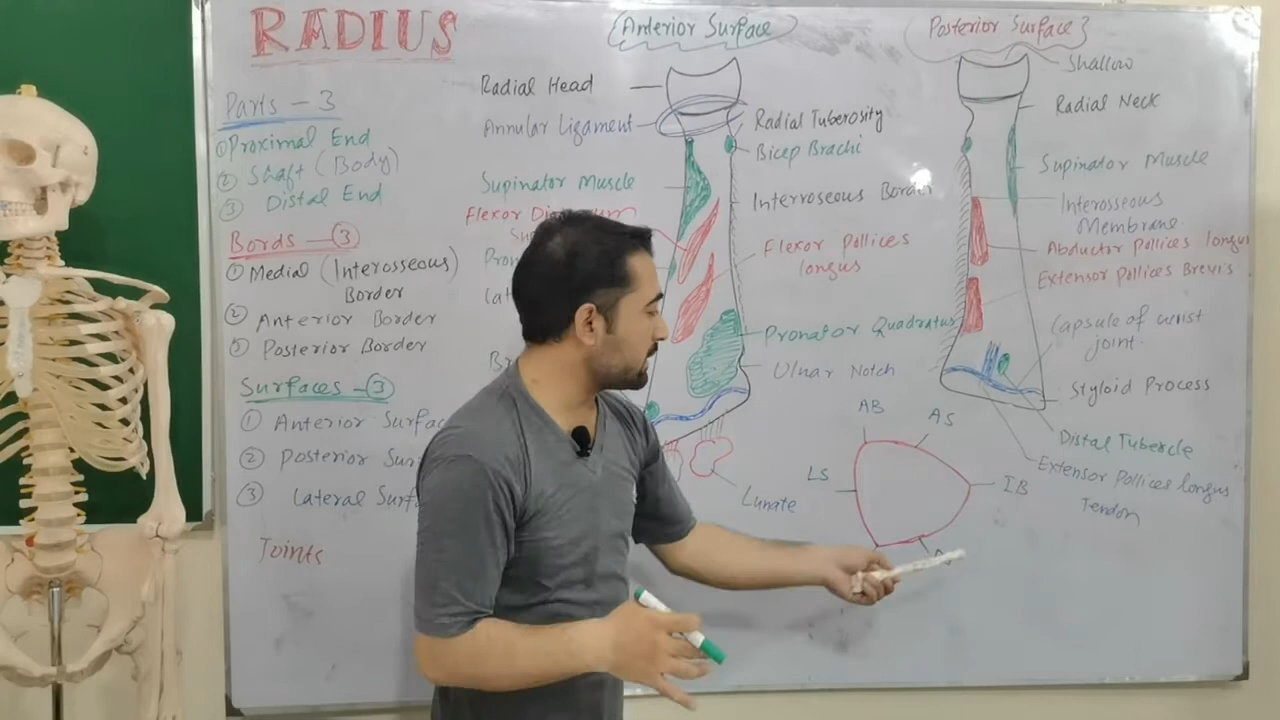 RADIUS
Parts - 3
① Proximal End
② Shaft (Body)
③ Distal End
Bords - ③
① Medial (Interosseous)
Border
② Anterior Border
③ Posterior Border
Surfaces - ③
① Anterior
② Posterior
③ Lateral
Joints
Anterior Surface
Radial Head
Annular Ligament
Supinator Muscle
Flexor
Radial Tuberosity
Bicep Brachi
Interroseous Border
Flexor Pollices
longus
Pronator Quadratus
Ulnar Notch
Lunate
Posterior Surface
Shallow
Radial Neck
Supinator Muscle
Interosseous
Membrane
Abductor Pollices longus
Extensor Pollices Brevis
Capsule of wrist
joint.
Styloid Process
Distal Tubercle
Extensor Pollices longus
Tendon
AB
AS
LS
IB